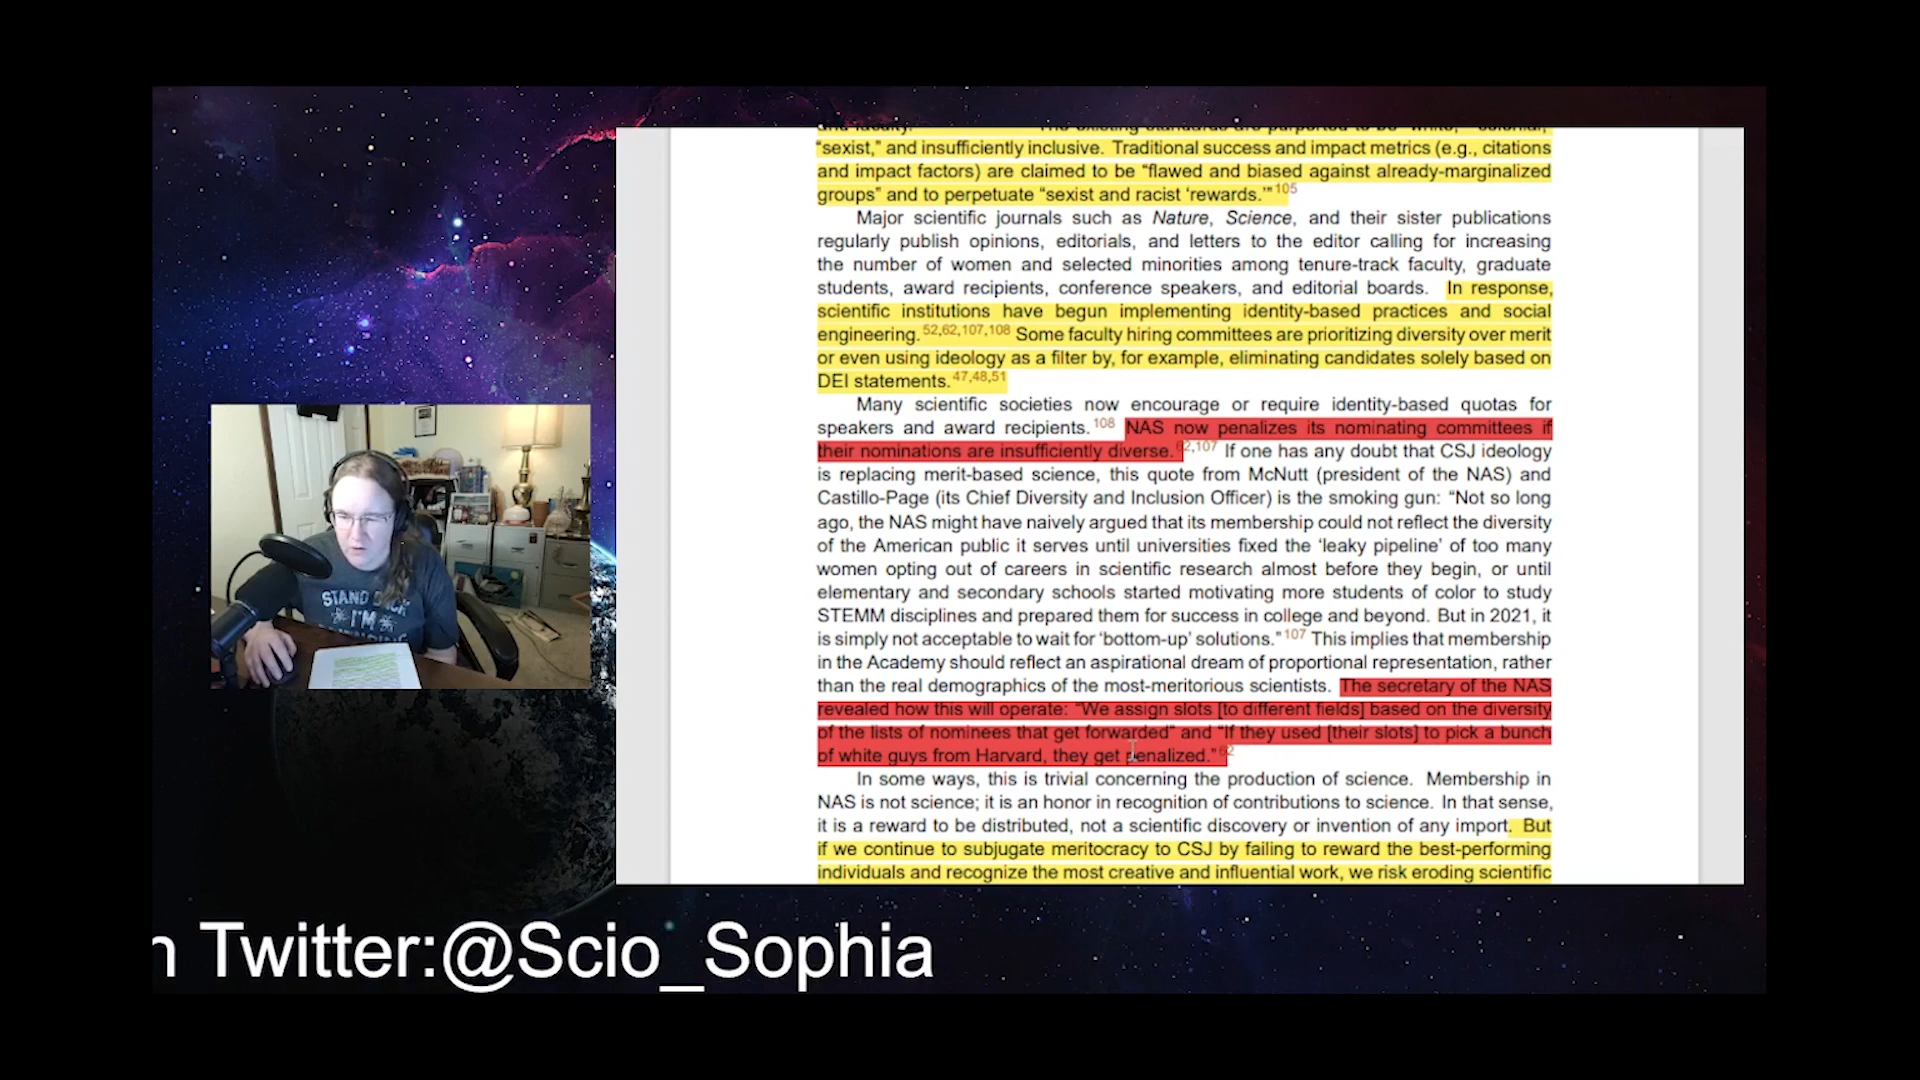 "sexist," and insufficiently inclusive. Traditional success and impact metrics (e.g., citations
and impact factors) are claimed to be "flawed and biased against already-marginalized
groups" and to perpetuate "sexist and racist 'rewards.'"105
Major scientific journals such as Nature, Science, and their sister publications
regularly publish opinions, editorials, and letters to the editor calling for increasing
the number of women and selected minorities among tenure-track faculty, graduate
students, award recipients, conference speakers, and editorial boards. In response,
scientific institutions have begun implementing identity-based practices and social
engineering.52,62,107,108 Some faculty hiring committees are prioritizing diversity over merit
or even using ideology as a filter by, for example, eliminating candidates solely based on
DEI statements.47,48,51
Many scientific societies now encourage or require identity-based quotas for
speakers and award recipients.108 NAS now penalizes its nominating committees if
their nominations are insufficiently diverse.62,107 If one has any doubt that CSJ ideology
is replacing merit-based science, this quote from McNutt (president of the NAS) and
Castillo-Page (its Chief Diversity and Inclusion Officer) is the smoking gun: "Not so long
ago, the NAS might have naively argued that its membership could not reflect the diversity
of the American public it serves until universities fixed the 'leaky pipeline' of too many
women opting out of careers in scientific research almost before they begin, or until
elementary and secondary schools started motivating more students of color to study
STEMM disciplines and prepared them for success in college and beyond. But in 2021, it
is simply not acceptable to wait for 'bottom-up' solutions."107 This implies that membership
in the Academy should reflect an aspirational dream of proportional representation, rather
than the real demographics of the most-meritorious scientists. The secretary of the NAS
revealed how this will operate: "We assign slots [to different fields] based on the diversity
of the lists of nominees that get forwarded" and "If they used [their slots] to pick a bunch
of white guys from Harvard, they get penalized."62
In some ways, this is trivial concerning the production of science. Membership in
NAS is not science; it is an honor in recognition of contributions to science. In that sense,
it is a reward to be distributed, not a scientific discovery or invention of any import. But
if we continue to subjugate meritocracy to CSJ by failing to reward the best-performing
individuals and recognize the most creative and influential work, we risk eroding scientific
STAND BACK
I'M
n Twitter:@Scio_Sophia